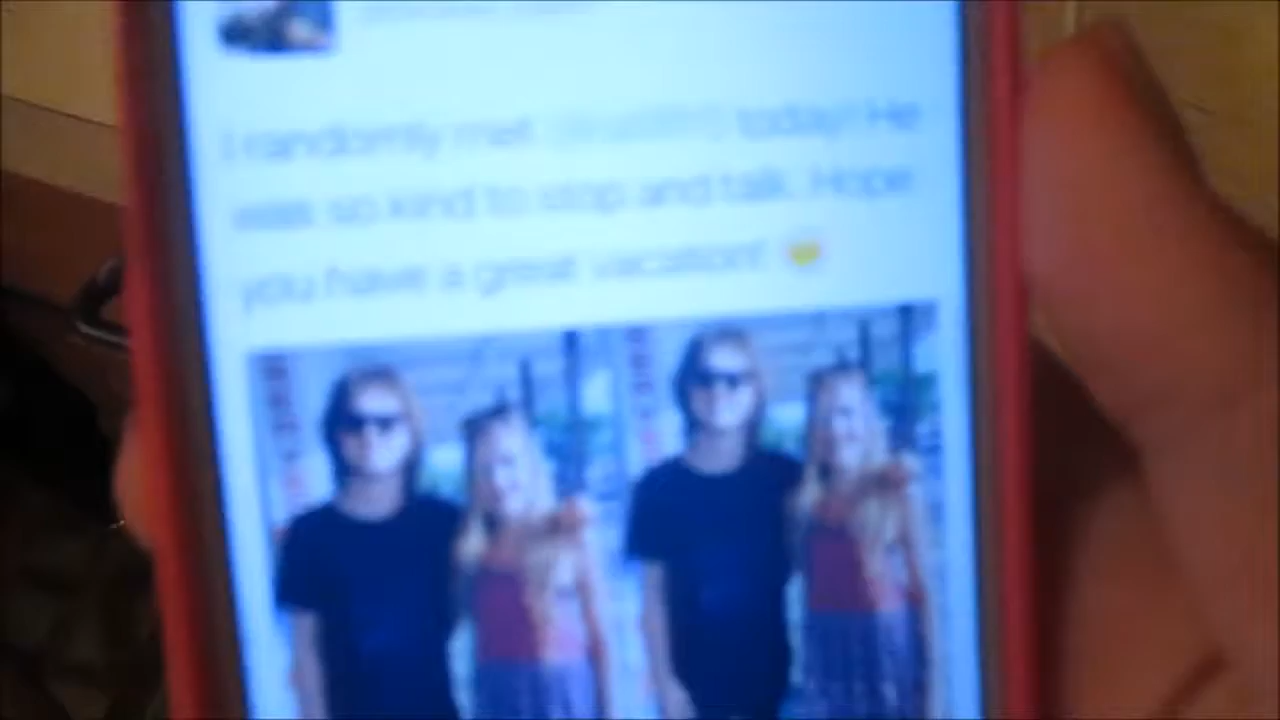 I randomly met today! He
was so kind to stop and talk. Hope
you have a great vacation!